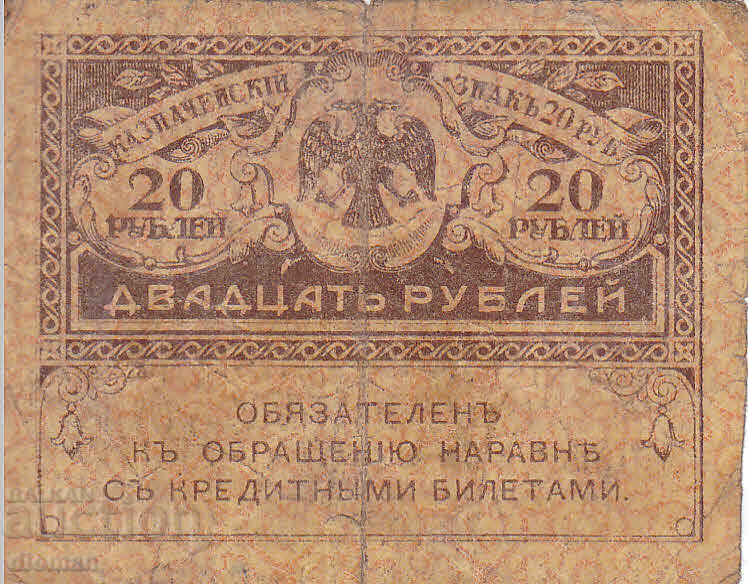 КАЗНАЧЕЙСКІЙ ЗНАКЪ 20 РУБ.
20 РУБЛЕЙ
20 РУБЛЕЙ
ДВАДЦАТЬ РУБЛЕЙ
ОБЯЗАТЕЛЕНЪ
КЪ ОБРАЩЕНІЮ НАРАВНѢ
СЪ КРЕДИТНЫМИ БИЛЕТАМИ.
BALKAN
auction
dioman